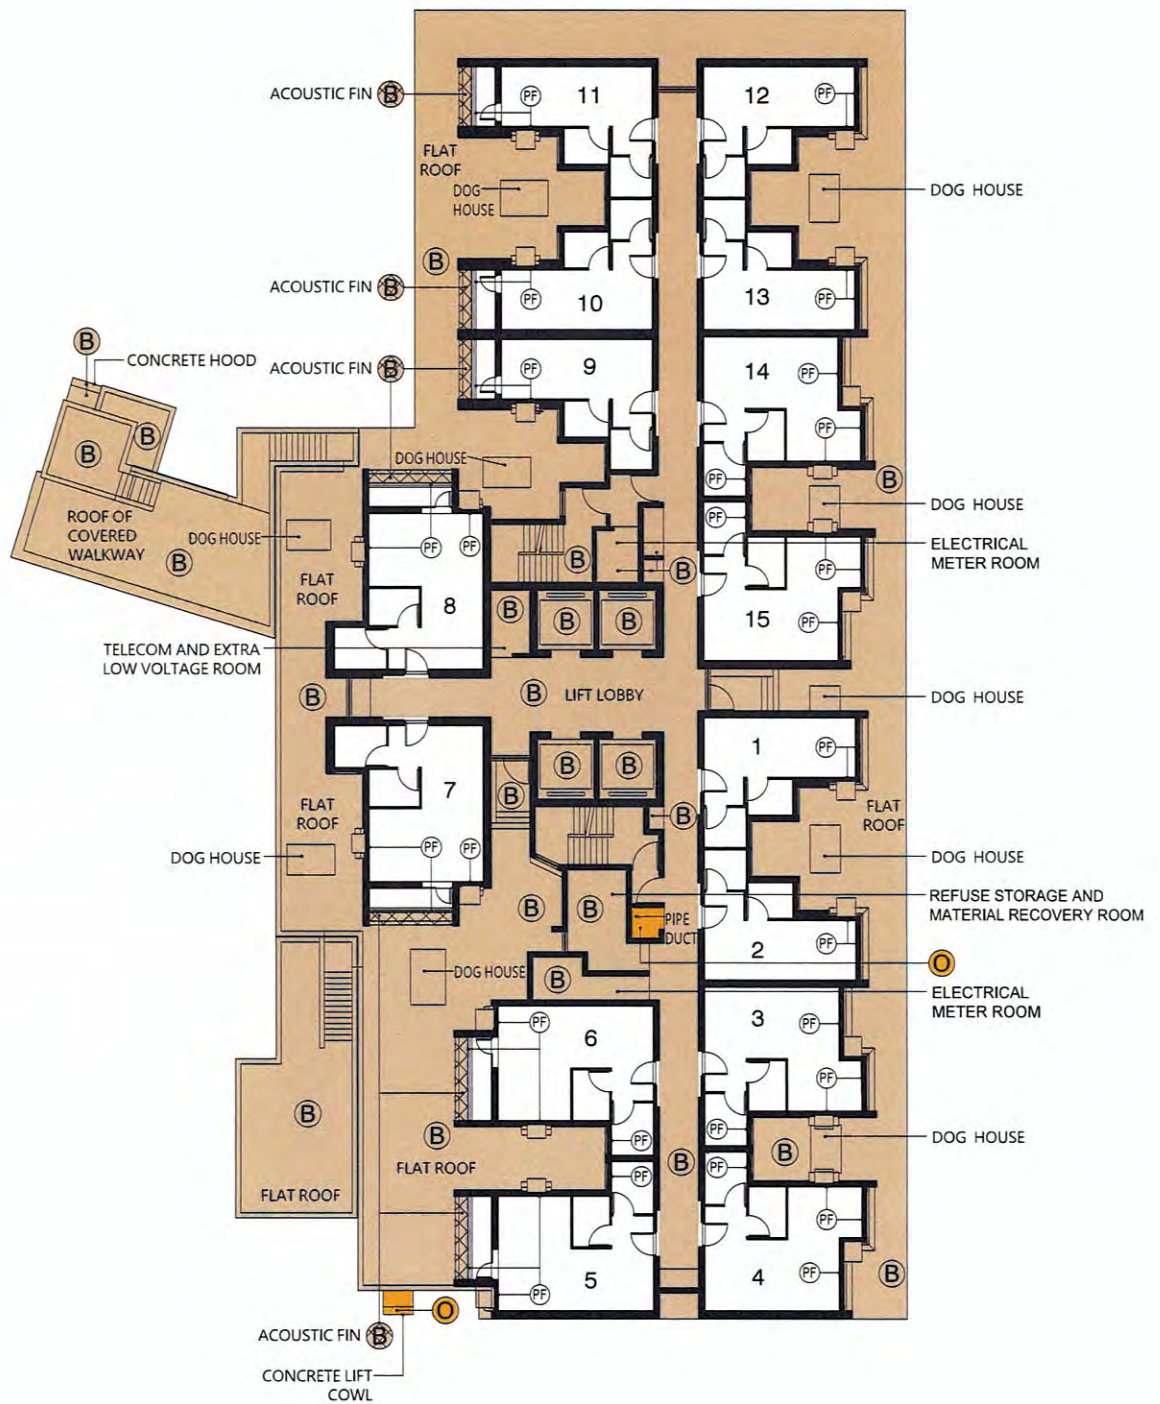 ACOUSTIC FIN B
PF
11
12
PF
FLAT
ROOF
DOG
HOUSE
DOG HOUSE
B
ACOUSTIC FIN B
PF
10
13
PF
B
CONCRETE HOOD
ACOUSTIC FIN B
PF
9
14
PF
PF
B
B
DOG HOUSE
PF
B
ROOF OF
COVERED
WALKWAY
DOG HOUSE
DOG HOUSE
PF
B
PF
PF
B
B
ELECTRICAL
METER ROOM
FLAT
ROOF
8
PF
B
B
B
15
PF
TELECOM AND EXTRA
LOW VOLTAGE ROOM
B
B
LIFT LOBBY
DOG HOUSE
1
PF
B
B
7
B
FLAT
ROOF
B
FLAT
ROOF
DOG HOUSE
PF
PF
DOG HOUSE
B
B
REFUSE STORAGE AND
MATERIAL RECOVERY ROOM
PIPE
DUCT
2
PF
DOG HOUSE
O
B
ELECTRICAL
METER ROOM
PF
6
3
PF
PF
B
B
PF
PF
DOG HOUSE
B
B
FLAT ROOF
PF
PF
FLAT ROOF
PF
B
5
4
PF
PF
O
ACOUSTIC FIN B
CONCRETE LIFT
COWL